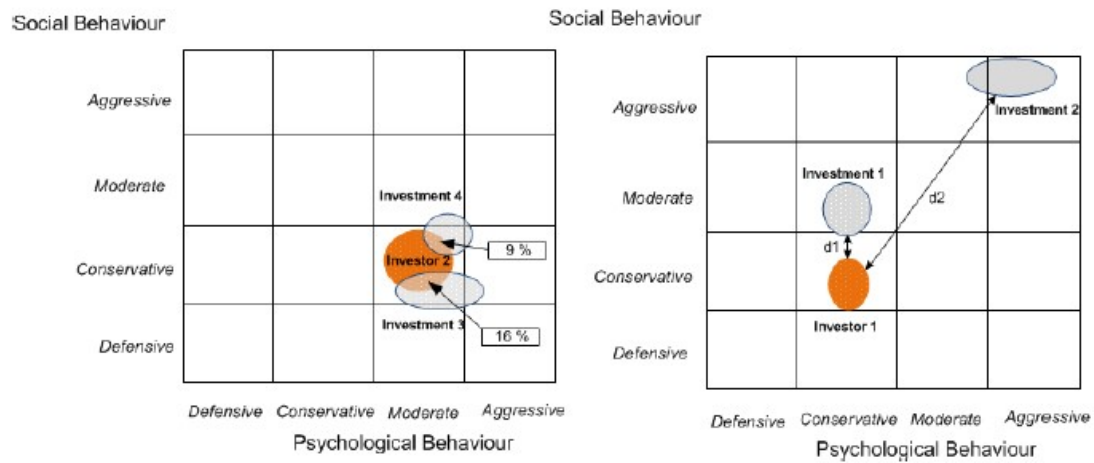 Social Behaviour
Aggressive
Moderate
Investment 4
9 %
Conservative
Investor 2
Investment 3
16 %
Defensive
Defensive
Conservative
Moderate
Aggressive
Psychological Behaviour
Social Behaviour
Aggressive
Investment 2
Investment 1
Moderate
d2
d1
Conservative
Investor 1
Defensive
Defensive
Conservative
Moderate
Aggressive
Psychological Behaviour